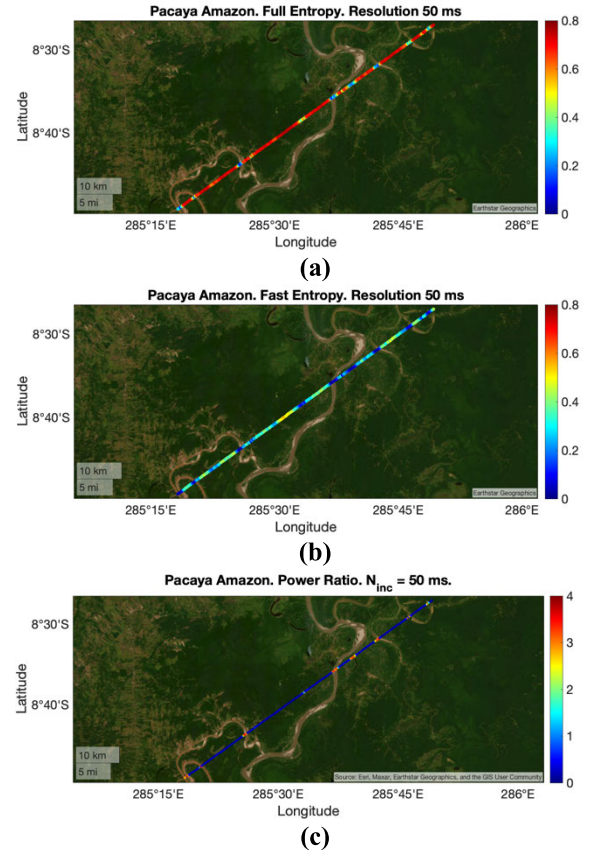 Pacaya Amazon. Full Entropy. Resolution 50 ms
8°30'S
8°40'S
Latitude
10 km
5 mi
Earthstar Geographics
0.8
0.6
0.4
0.2
0
285°15'E 285°30'E 285°45'E 286°E
Longitude
(a)
Pacaya Amazon. Fast Entropy. Resolution 50 ms
8°30'S
8°40'S
Latitude
10 km
5 mi
Earthstar Geographics
0.8
0.6
0.4
0.2
0
285°15'E 285°30'E 285°45'E 286°E
Longitude
(b)
Pacaya Amazon. Power Ratio. Ninc = 50 ms.
8°30'S
8°40'S
Latitude
10 km
5 mi
Source: Esri, Maxar, Earthstar Geographics, and the GIS User Community
4
3
2
1
0
285°15'E 285°30'E 285°45'E 286°E
Longitude
(c)